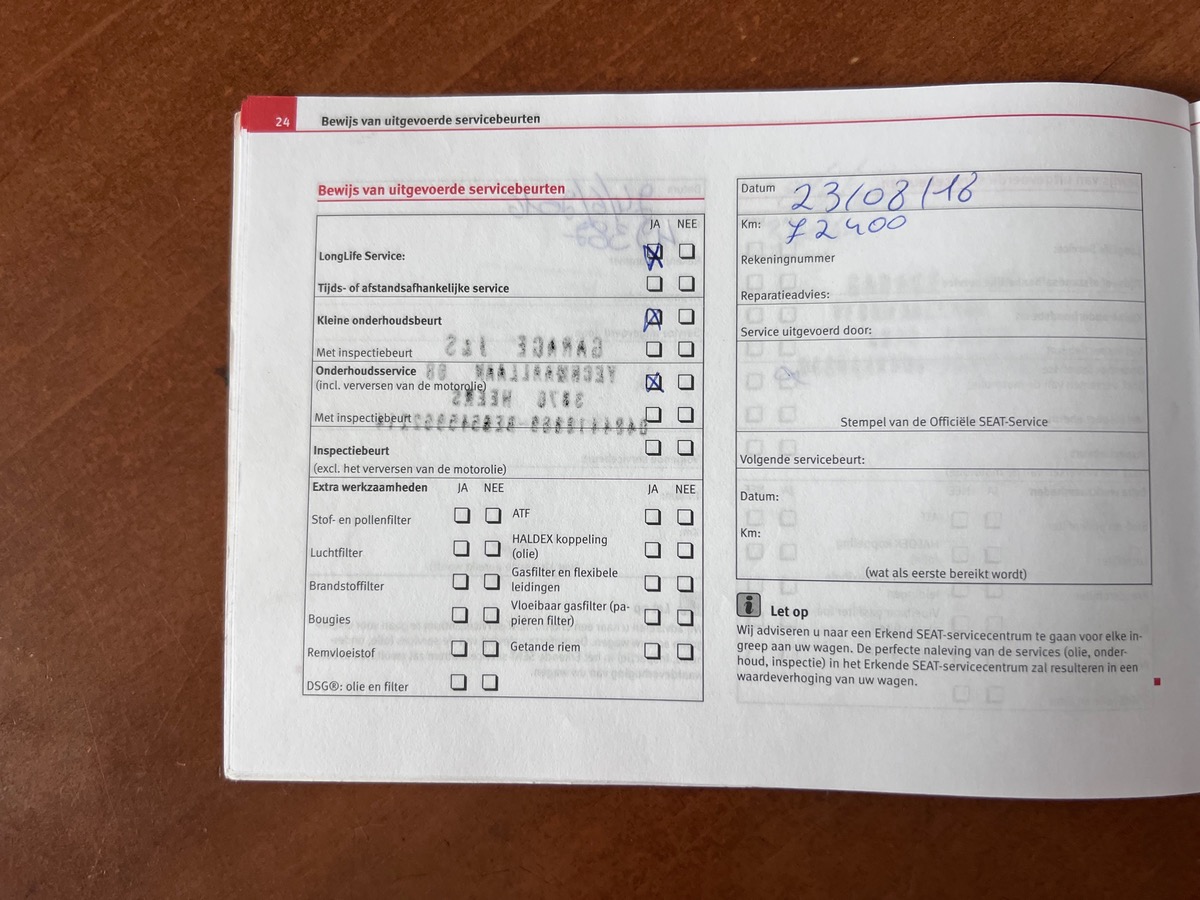 24 Bewijs van uitgevoerde servicebeurten
Bewijs van uitgevoerde servicebeurten
JA NEE
LongLife Service:
Tijds- of afstandsafhankelijke service
Kleine onderhoudsbeurt
Met inspectiebeurt
Onderhoudsservice
(incl. verversen van de motorolie)
Met inspectiebeurt
Inspectiebeurt
(excl. het verversen van de motorolie)
Extra werkzaamheden JA NEE JA NEE
Stof- en pollenfilter ATF
Luchtfilter HALDEX koppeling
(olie)
Brandstoffilter Gasfilter en flexibele
leidingen
Bougies Vloeibaar gasfilter (pa-
pieren filter)
Remvloeistof Getande riem
DSG®: olie en filter
Datum 23/08/18
Km: 72400
Rekeningnummer
Reparatieadvies:
Service uitgevoerd door:
Stempel van de Officiële SEAT-Service
Volgende servicebeurt:
Datum:
Km:
(wat als eerste bereikt wordt)
i Let op
Wij adviseren u naar een Erkend SEAT-servicecentrum te gaan voor elke in-
greep aan uw wagen. De perfecte naleving van de services (olie, onder-
houd, inspectie) in het Erkende SEAT-servicecentrum zal resulteren in een
waardeverhoging van uw wagen.